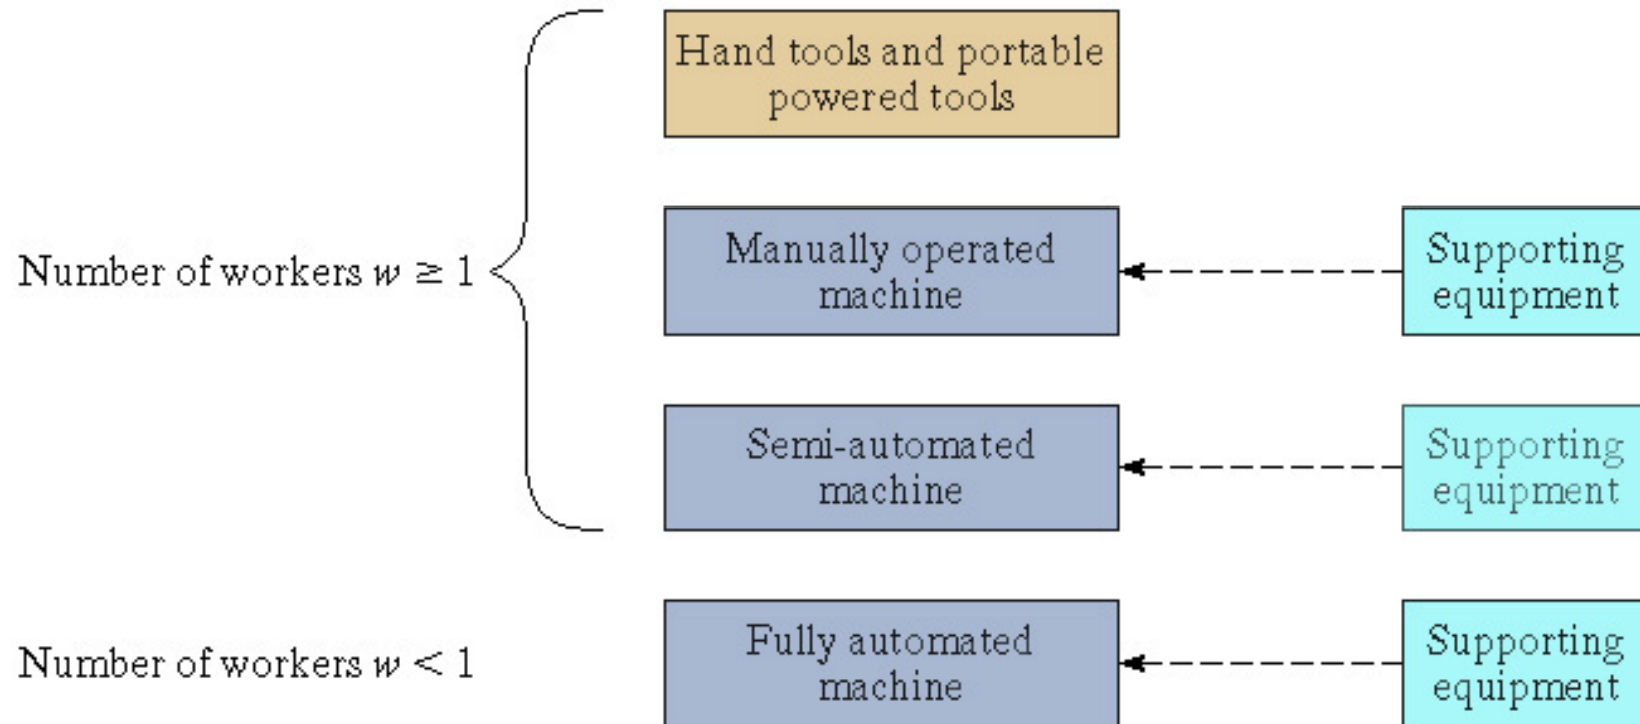 Hand tools and portable
powered tools
Number of workers w ≥ 1
Manually operated
machine
Supporting
equipment
Semi-automated
machine
Supporting
equipment
Number of workers w < 1
Fully automated
machine
Supporting
equipment